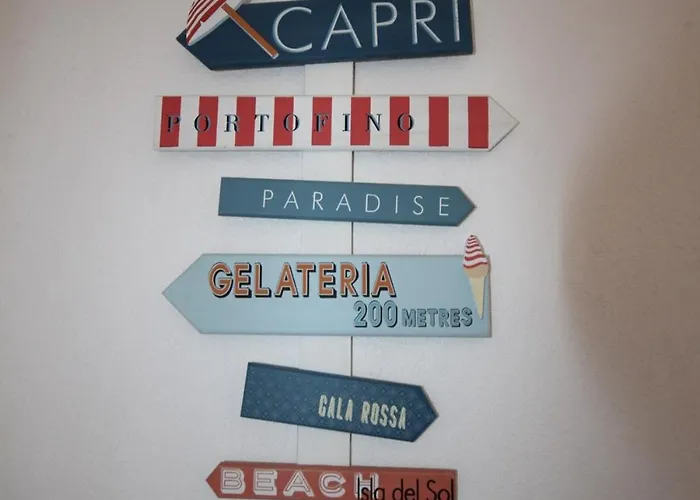 CAPRI
PORTOFINO
PARADISE
GELATERIA
200 METRES
CALA ROSSA
BEACH
Isla del Sol